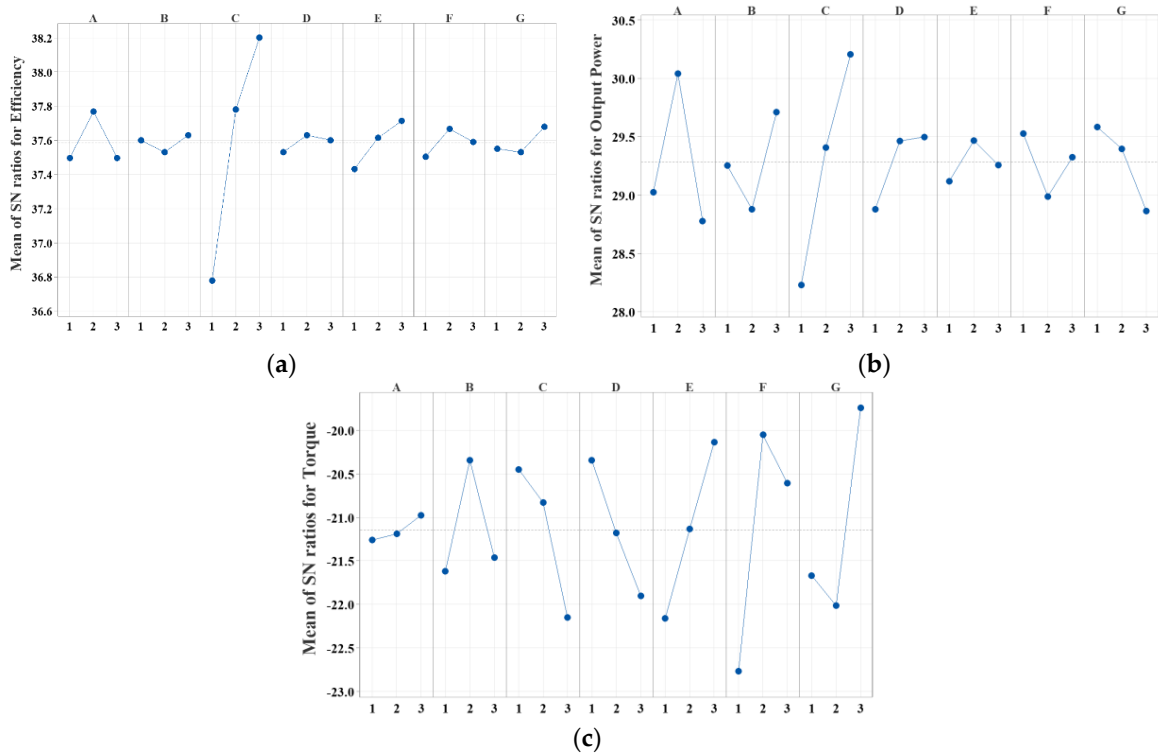 A B C D E F G
Mean of SN ratios for Efficiency
38.2
38.0
37.8
37.6
37.4
37.2
37.0
36.8
36.6
1 2 3 1 2 3 1 2 3 1 2 3 1 2 3 1 2 3 1 2 3
(a)
A B C D E F G
Mean of SN ratios for Output Power
30.5
30.0
29.5
29.0
28.5
28.0
1 2 3 1 2 3 1 2 3 1 2 3 1 2 3 1 2 3 1 2 3
(b)
A B C D E F G
Mean of SN ratios for Torque
-20.0
-20.5
-21.0
-21.5
-22.0
-22.5
-23.0
1 2 3 1 2 3 1 2 3 1 2 3 1 2 3 1 2 3 1 2 3
(c)